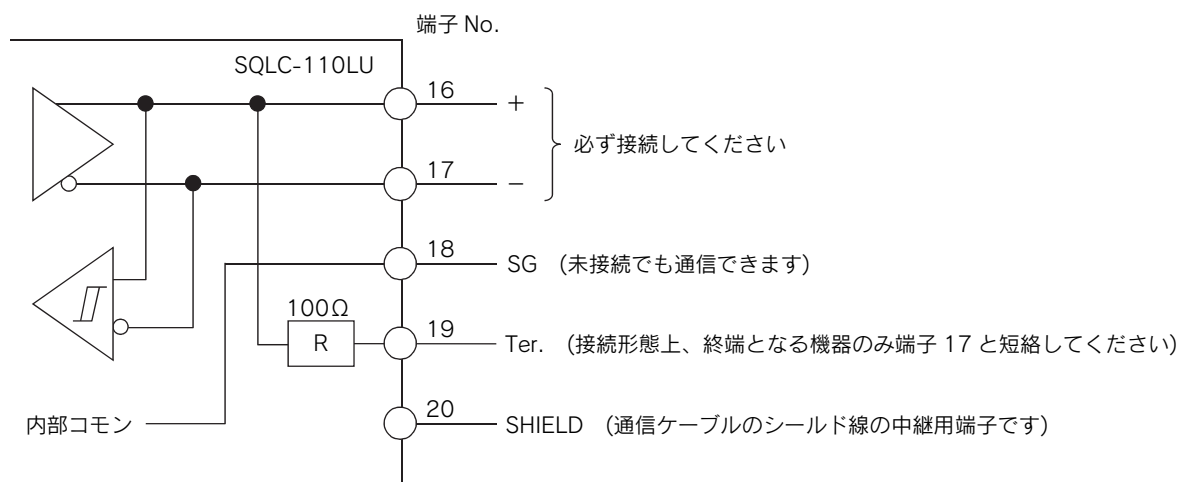 端子 No.
SQLC-110LU
16 + 
必ず接続してください
17 −
18 SG (未接続でも通信できます)
100Ω
R
19 Ter. (接続形態上、終端となる機器のみ端子 17 と短絡してください)
内部コモン
20 SHIELD (通信ケーブルのシールド線の中継用端子です)